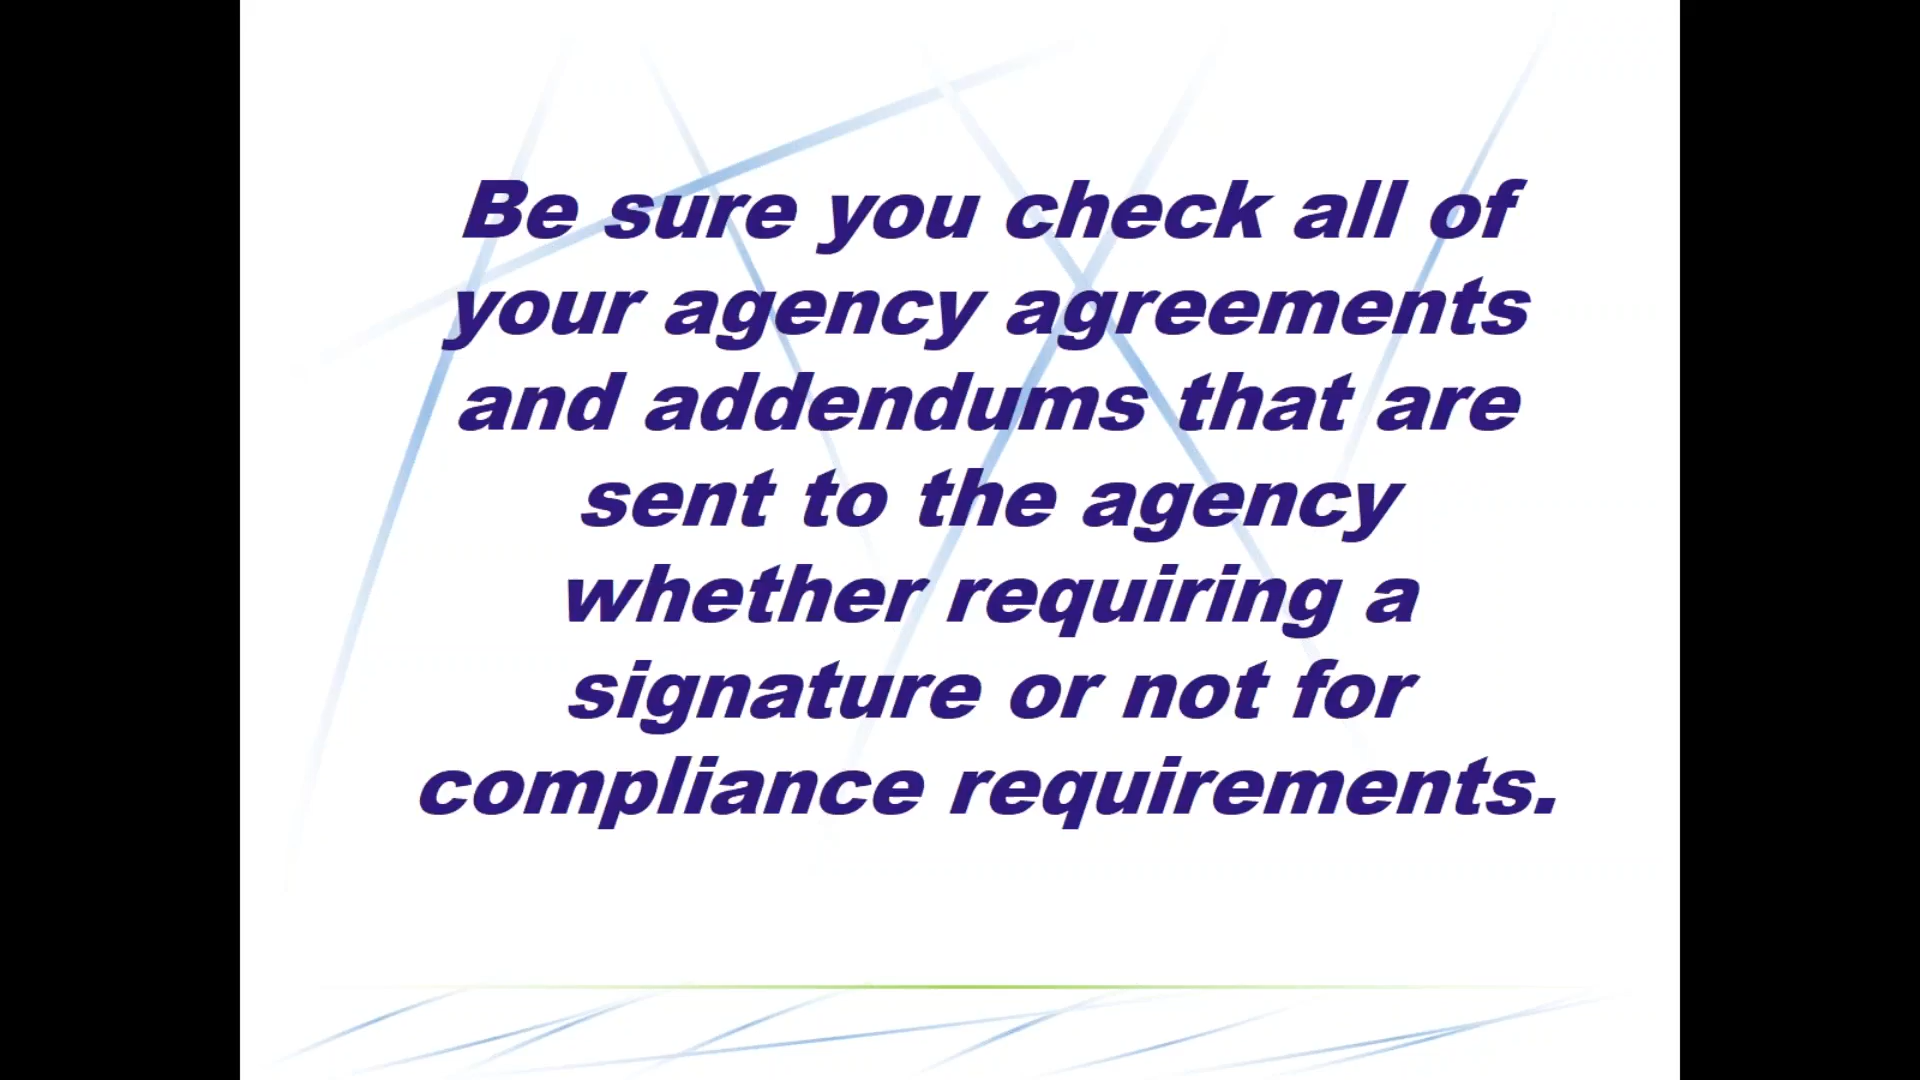 Be sure you check all of
your agency agreements
and addendums that are
sent to the agency
whether requiring a
signature or not for
compliance requirements.